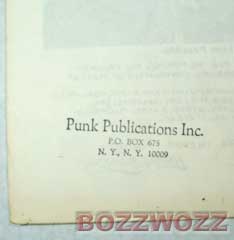 Punk Publications Inc.
P.O. BOX 675
N. Y., N. Y. 10009
BOZZWOZZ